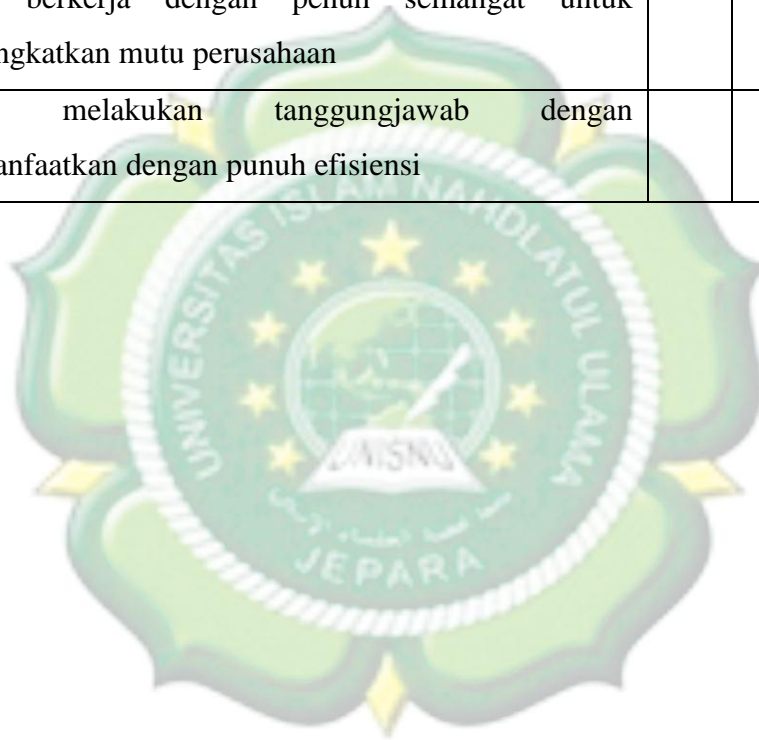 berkerja dengan penuh semangat untuk
ngkatkan mutu perusahaan
melakukan tanggungjawab dengan
anfaatkan dengan punuh efisiensi
UNIVERSITAS ISLAM NAHDLATUL ULAMA
UNISNU
JEPARA